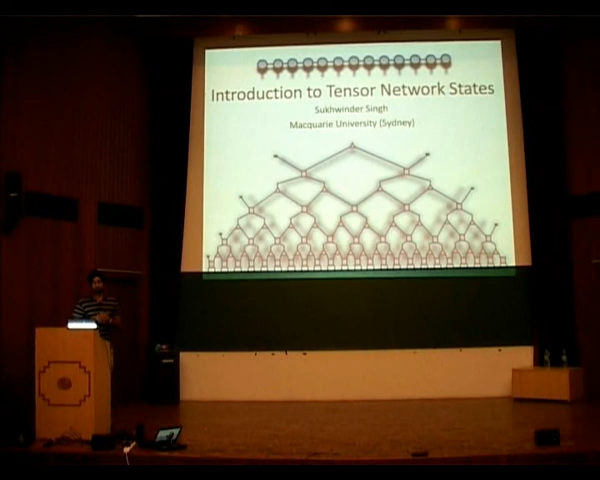 Introduction to Tensor Network States
Sukhwinder Singh
Macquarie University (Sydney)